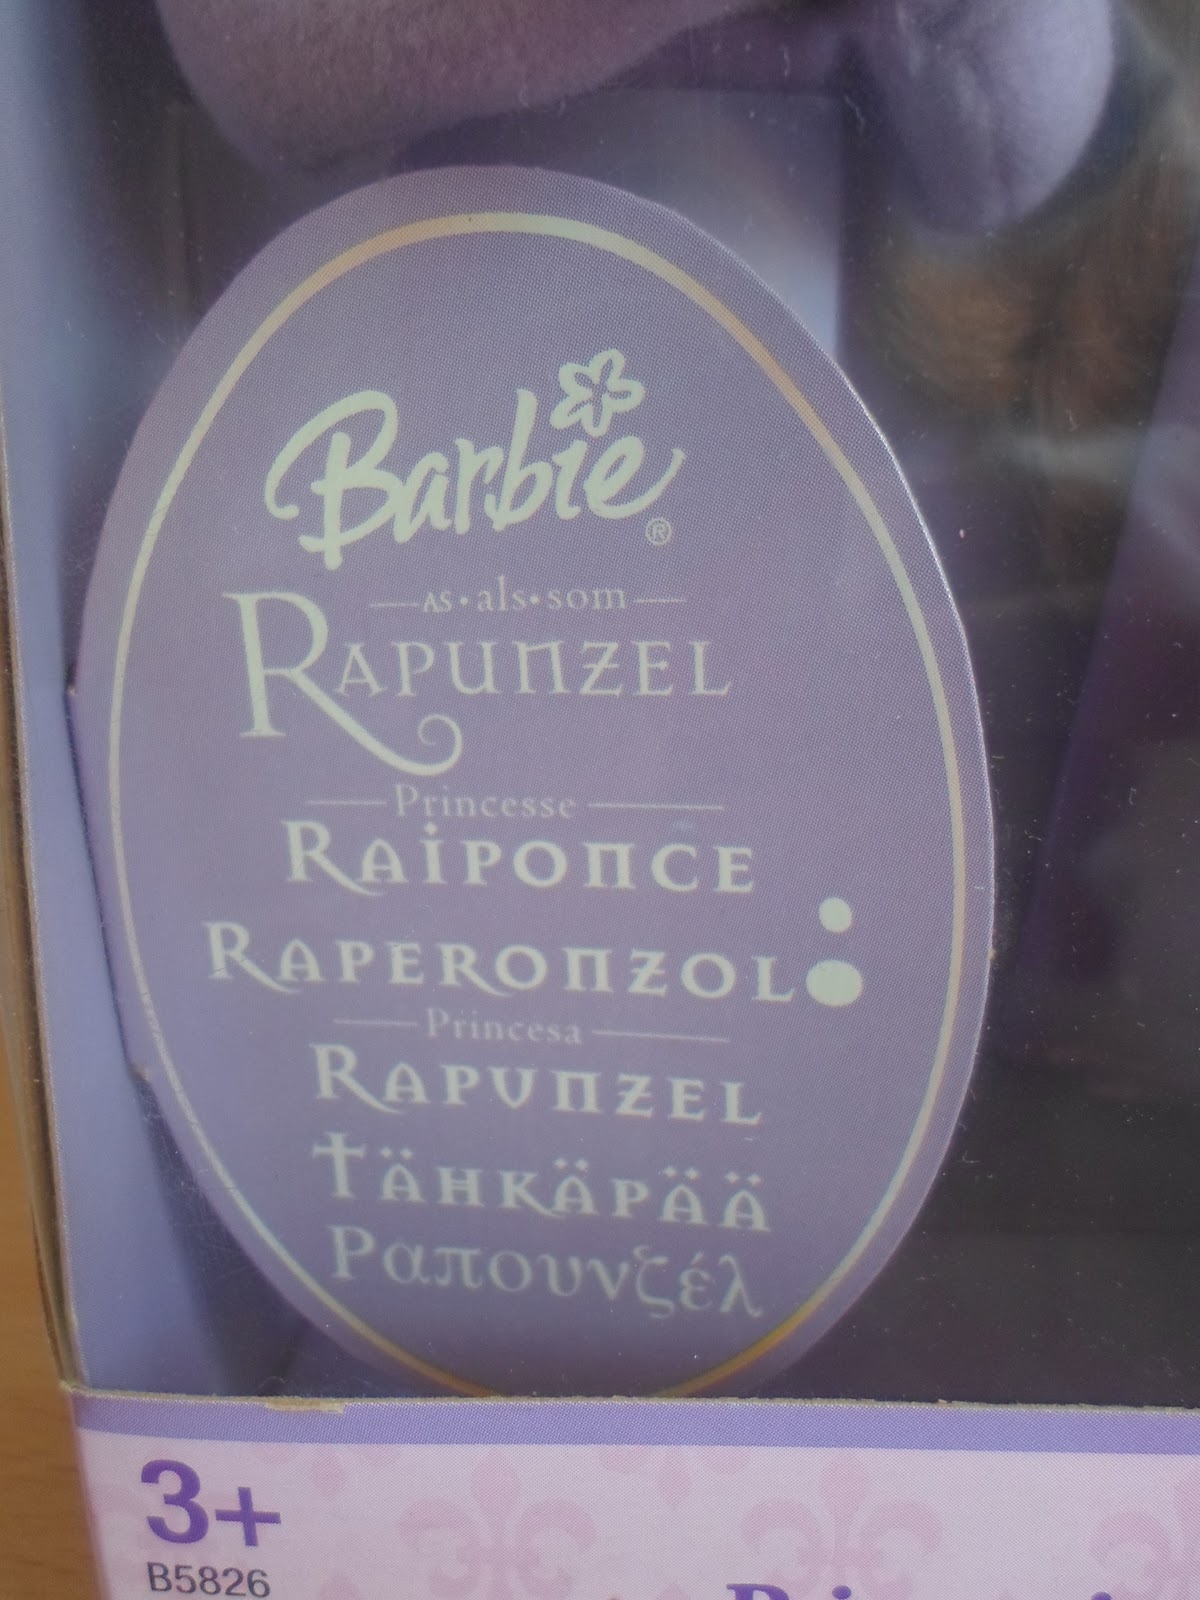 Barbie®
AS • als • som
RAPUNZEL
Princesse
RAIPONCE
RAPERONZOLO
Princesa
RAPUNZEL
TÄHKÄPÄÄ
Ραπουνζέλ
3+
B5826